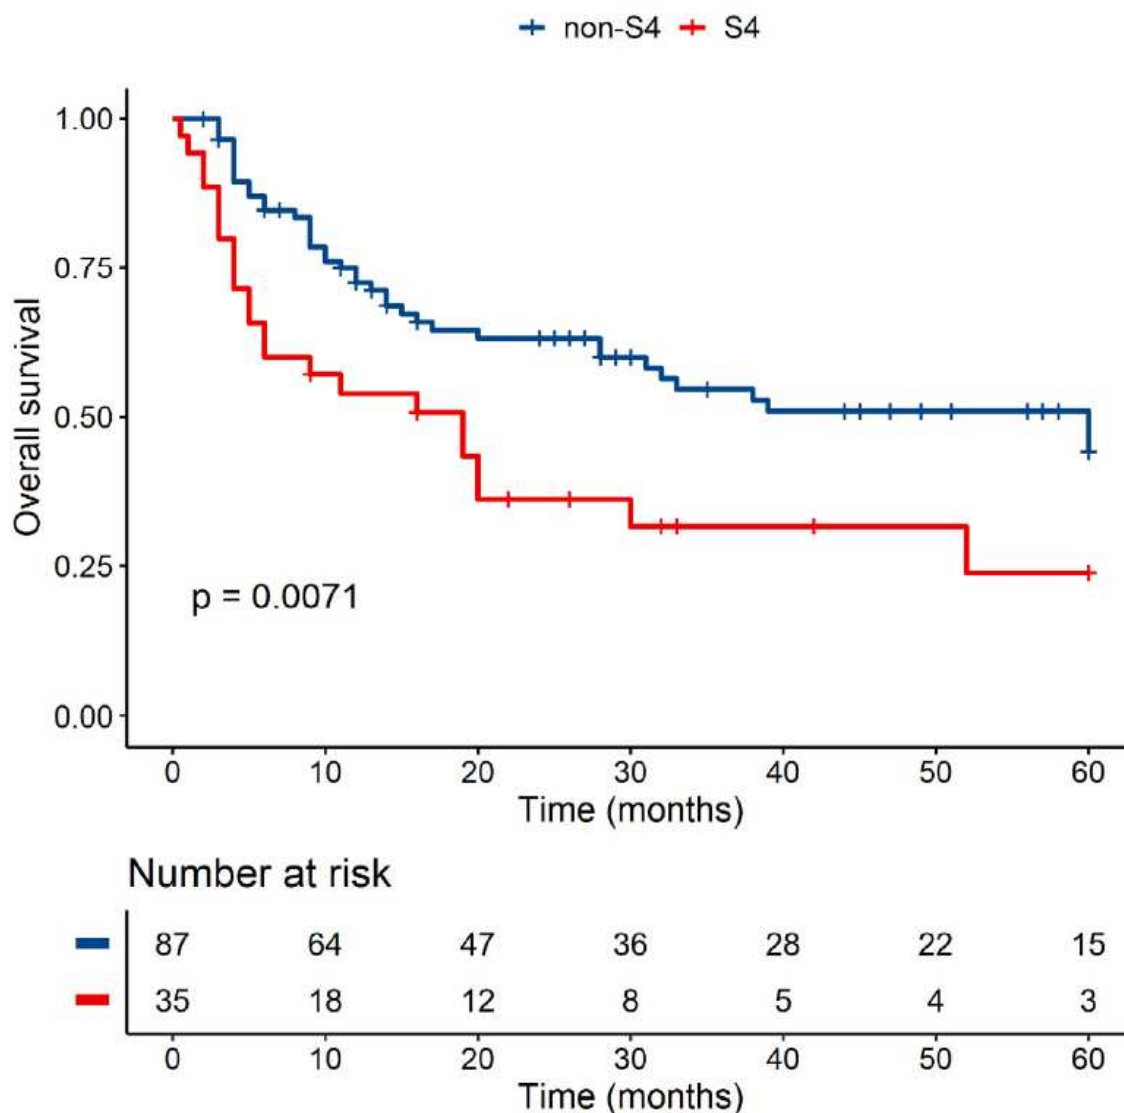 non-S4 S4
1.00
0.75
0.50
0.25
0.00
Overall survival
p = 0.0071
0 10 20 30 40 50 60
Time (months)
Number at risk
87 64 47 36 28 22 15
35 18 12 8 5 4 3
0 10 20 30 40 50 60
Time (months)